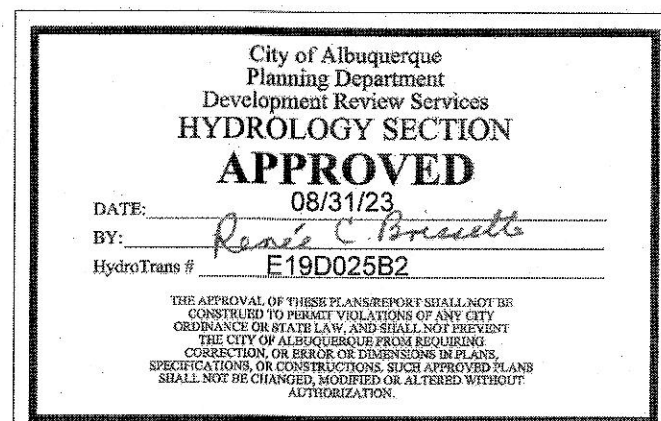 City of Albuquerque
Planning Department
Development Review Services
HYDROLOGY SECTION
APPROVED
DATE: 08/31/23
BY: Renée C. Brissette
HydroTrans # E19D025B2
THE APPROVAL OF THESE PLANS/REPORT SHALL NOT BE
CONSTRUED TO PERMIT VIOLATIONS OF ANY CITY
ORDINANCE OR STATE LAW, AND SHALL NOT PREVENT
THE CITY OF ALBUQUERQUE FROM REQUIRING
CORRECTION, OR ERROR OR DIMENSIONS IN PLANS,
SPECIFICATIONS, OR CONSTRUCTIONS. SUCH APPROVED PLANS
SHALL NOT BE CHANGED, MODIFIED OR ALTERED WITHOUT
AUTHORIZATION.